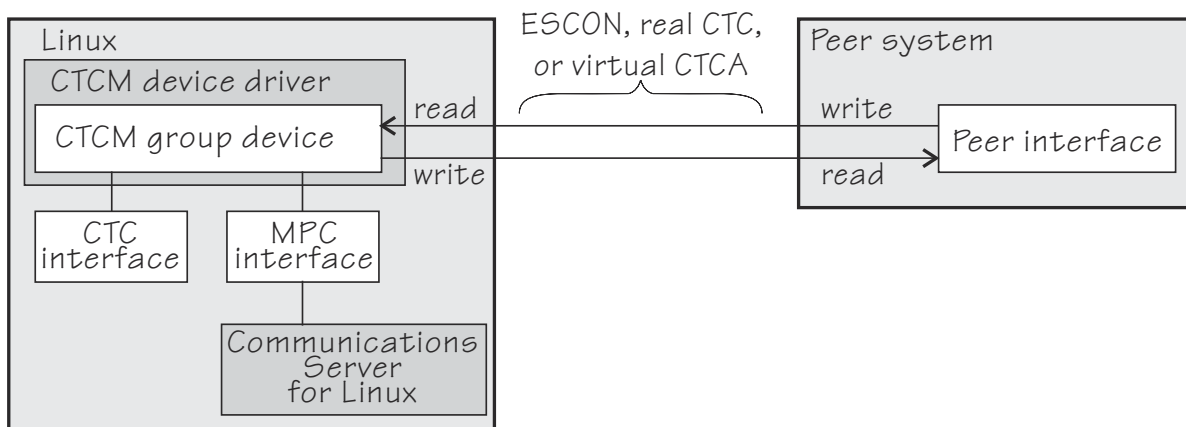 Linux
CTCM device driver
CTCM group device
CTC
interface
MPC
interface
Communications
Server
for Linux
read
write
ESCON, real CTC,
or virtual CTCA
Peer system
write
read
Peer interface